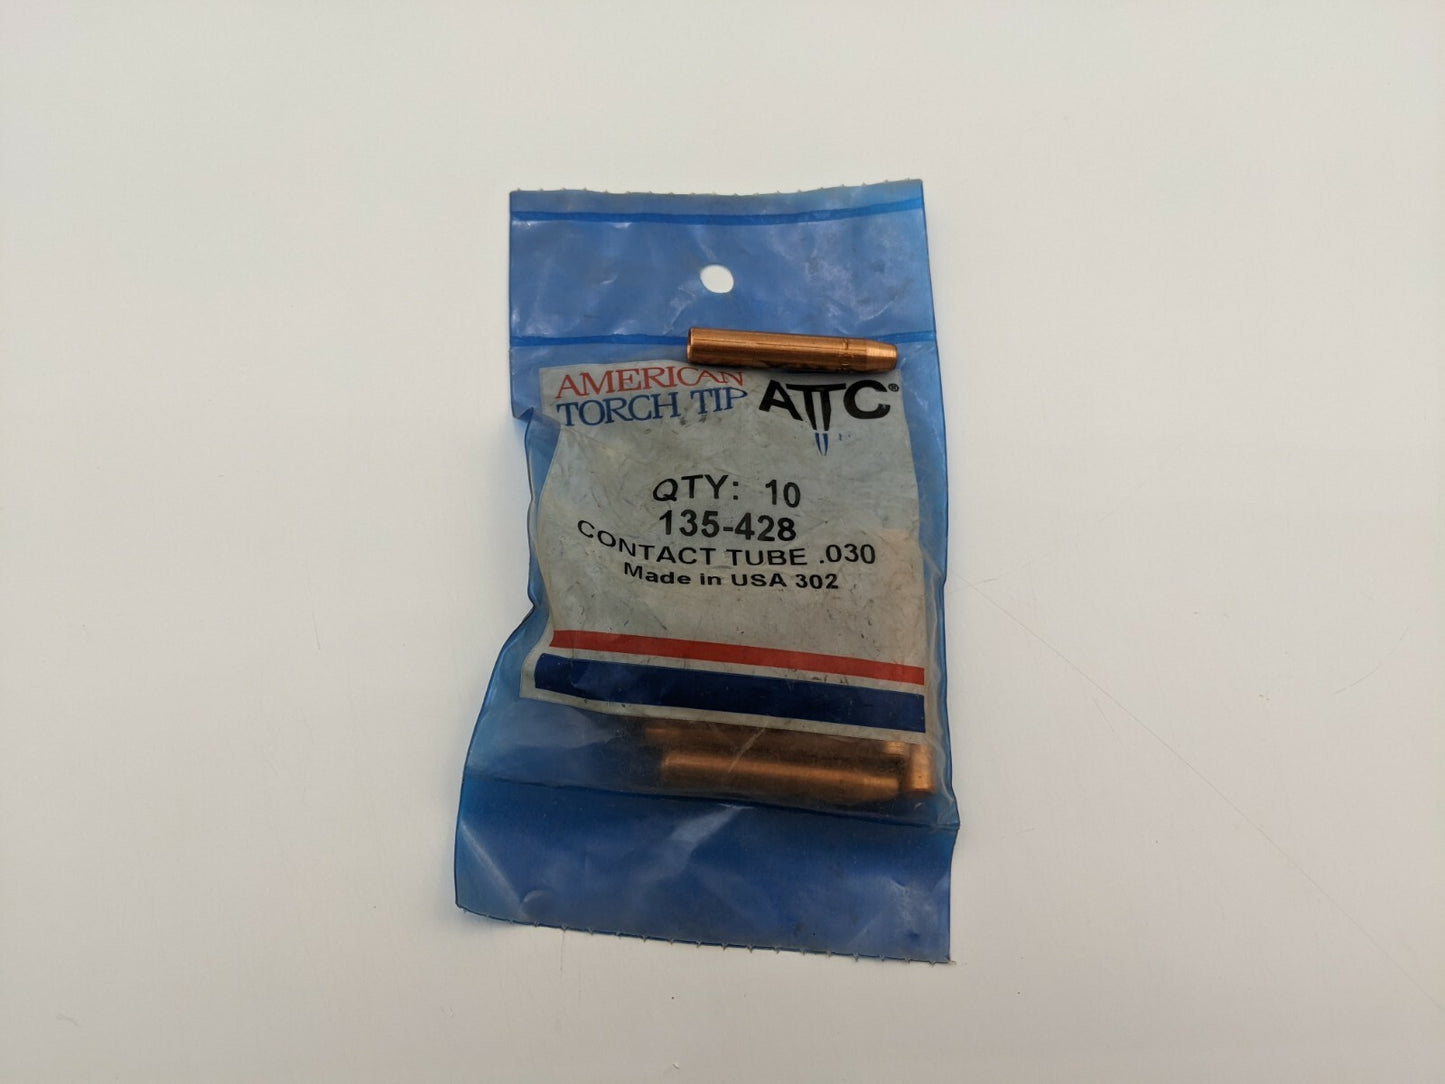 AMERICAN
TORCH TIP
ATTC®
QTY: 10
135-428
CONTACT TUBE .030
Made in USA 302